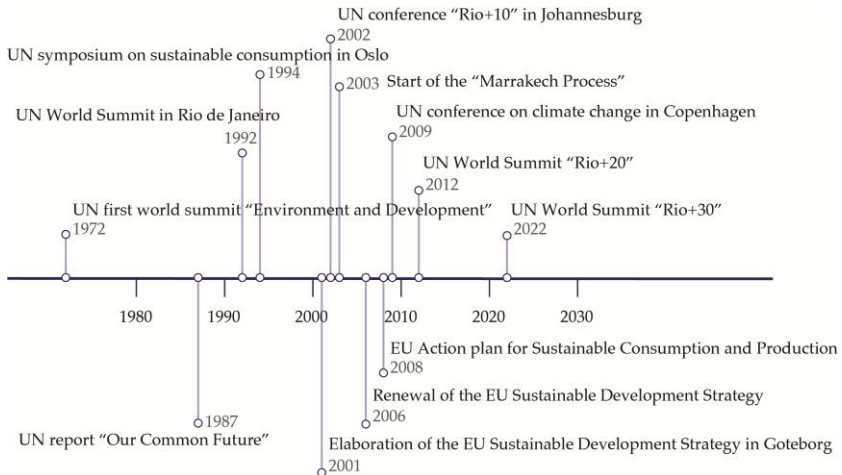 UN conference “Rio+10” in Johannesburg
2002
UN symposium on sustainable consumption in Oslo
1994
2003
Start of the “Marrakech Process”
UN World Summit in Rio de Janeiro
1992
UN conference on climate change in Copenhagen
2009
UN World Summit “Rio+20”
2012
UN first world summit “Environment and Development”
1972
UN World Summit “Rio+30”
2022
1980
1990
2000
2010
2020
2030
EU Action plan for Sustainable Consumption and Production
2008
Renewal of the EU Sustainable Development Strategy
2006
1987
UN report “Our Common Future”
Elaboration of the EU Sustainable Development Strategy in Goteborg
2001